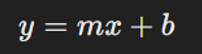 y = mx + b